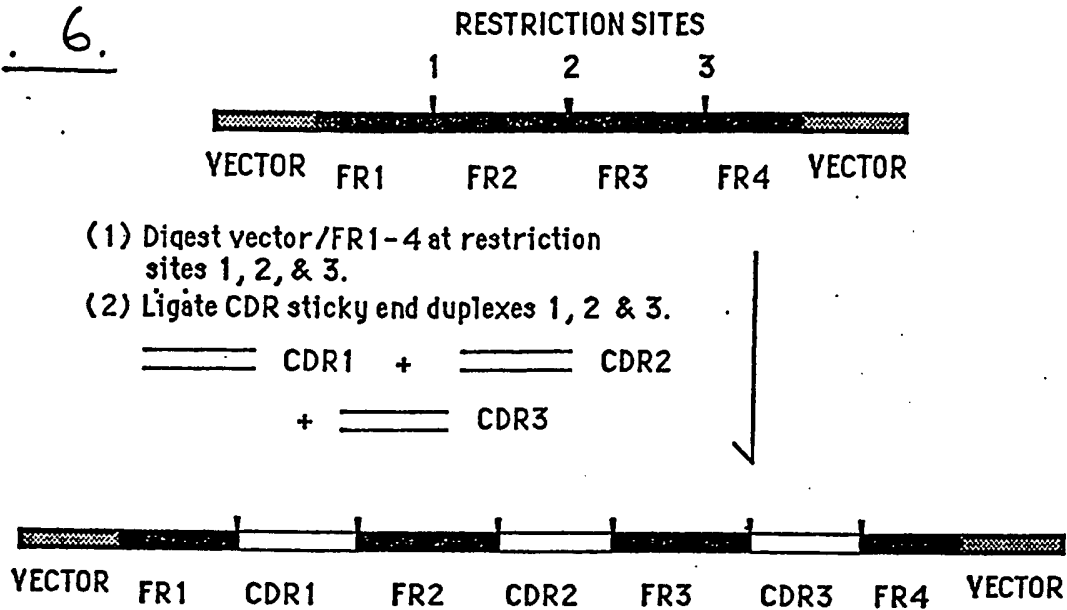 . 6.
RESTRICTION SITES
1 2 3
VECTOR FR1 FR2 FR3 FR4 VECTOR
(1) Digest vector/FR1-4 at restriction
sites 1, 2, & 3.
(2) Ligate CDR sticky end duplexes 1, 2 & 3.
CDR1 + CDR2
+ CDR3
VECTOR FR1 CDR1 FR2 CDR2 FR3 CDR3 FR4 VECTOR